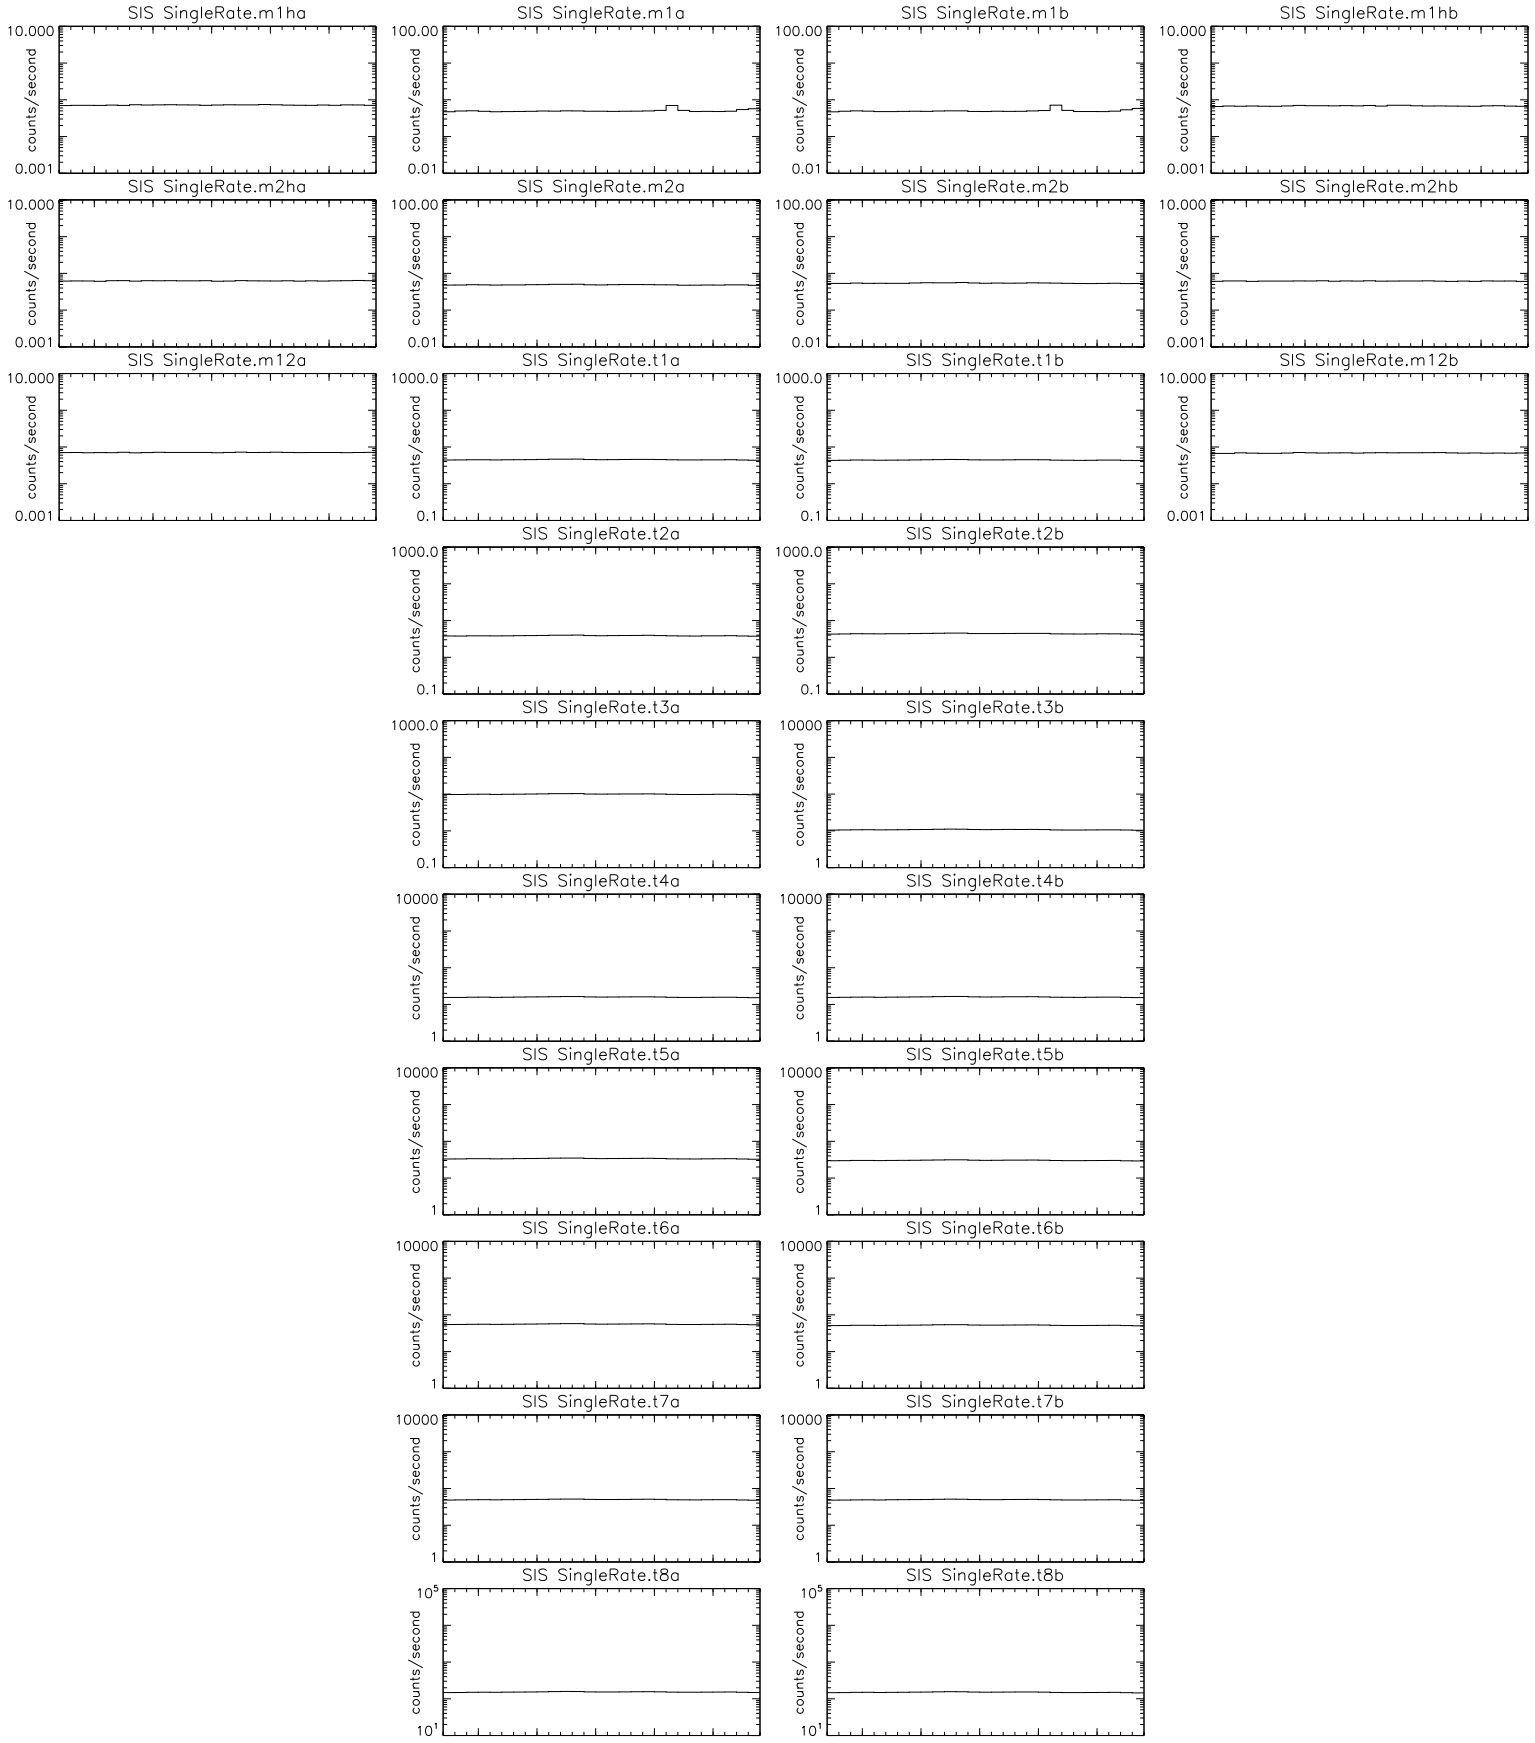 SIS SingleRate.m1ha
10.000
counts/second
0.001
SIS SingleRate.m1a
100.00
counts/second
0.01
SIS SingleRate.m1b
100.00
counts/second
0.01
SIS SingleRate.m1hb
10.000
counts/second
0.001
SIS SingleRate.m2ha
10.000
counts/second
0.001
SIS SingleRate.m2a
100.00
counts/second
0.01
SIS SingleRate.m2b
100.00
counts/second
0.01
SIS SingleRate.m2hb
10.000
counts/second
0.001
SIS SingleRate.m12a
10.000
counts/second
0.001
SIS SingleRate.t1a
1000.0
counts/second
0.1
SIS SingleRate.t1b
1000.0
counts/second
0.1
SIS SingleRate.m12b
10.000
counts/second
0.001
SIS SingleRate.t2a
1000.0
counts/second
0.1
SIS SingleRate.t2b
1000.0
counts/second
0.1
SIS SingleRate.t3a
1000.0
counts/second
0.1
SIS SingleRate.t3b
10000
counts/second
1
SIS SingleRate.t4a
10000
counts/second
1
SIS SingleRate.t4b
10000
counts/second
1
SIS SingleRate.t5a
10000
counts/second
1
SIS SingleRate.t5b
10000
counts/second
1
SIS SingleRate.t6a
10000
counts/second
1
SIS SingleRate.t6b
10000
counts/second
1
SIS SingleRate.t7a
10000
counts/second
1
SIS SingleRate.t7b
10000
counts/second
1
SIS SingleRate.t8a
10⁵
counts/second
10¹
SIS SingleRate.t8b
10⁵
counts/second
10¹